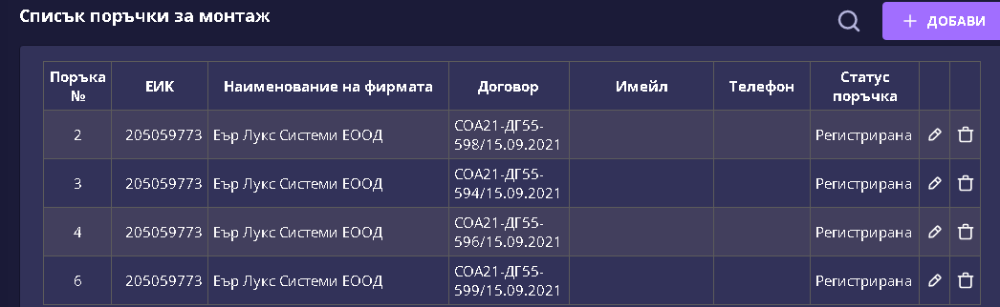 Списък поръчки за монтаж
ДОБАВИ
Поръка № ЕИК Наименование на фирмата Договор Имейл Телефон Статус поръчка
2 205059773 Еър Лукс Системи ЕООД СОА21-ДГ55-598/15.09.2021 Регистрирана
3 205059773 Еър Лукс Системи ЕООД СОА21-ДГ55-594/15.09.2021 Регистрирана
4 205059773 Еър Лукс Системи ЕООД СОА21-ДГ55-596/15.09.2021 Регистрирана
6 205059773 Еър Лукс Системи ЕООД СОА21-ДГ55-599/15.09.2021 Регистрирана